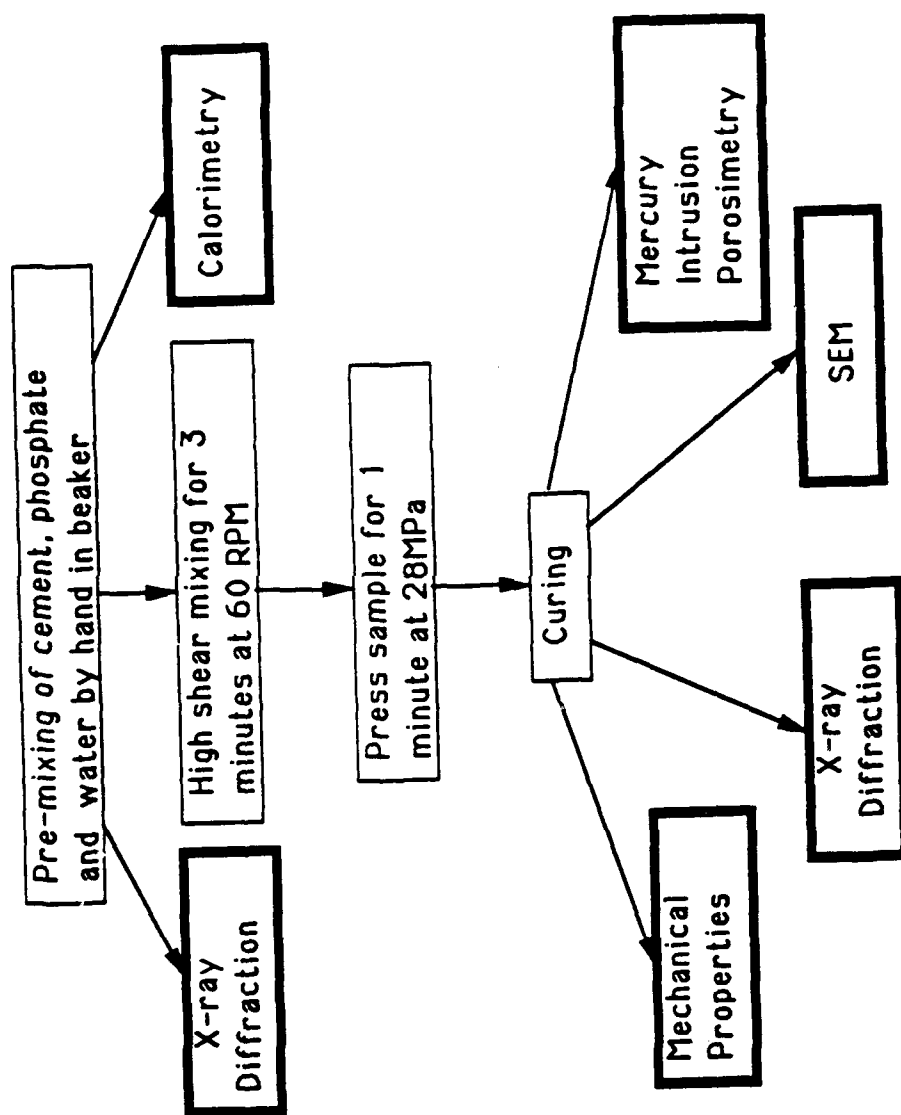 Pre-mixing of cement, phosphate
and water by hand in beaker
X-ray
Diffraction
High shear mixing for 3
minutes at 60 RPM
Calorimetry
Press sample for 1
minute at 28MPa
Curing
Mechanical
Properties
X-ray
Diffraction
SEM
Mercury
Intrusion
Porosimetry